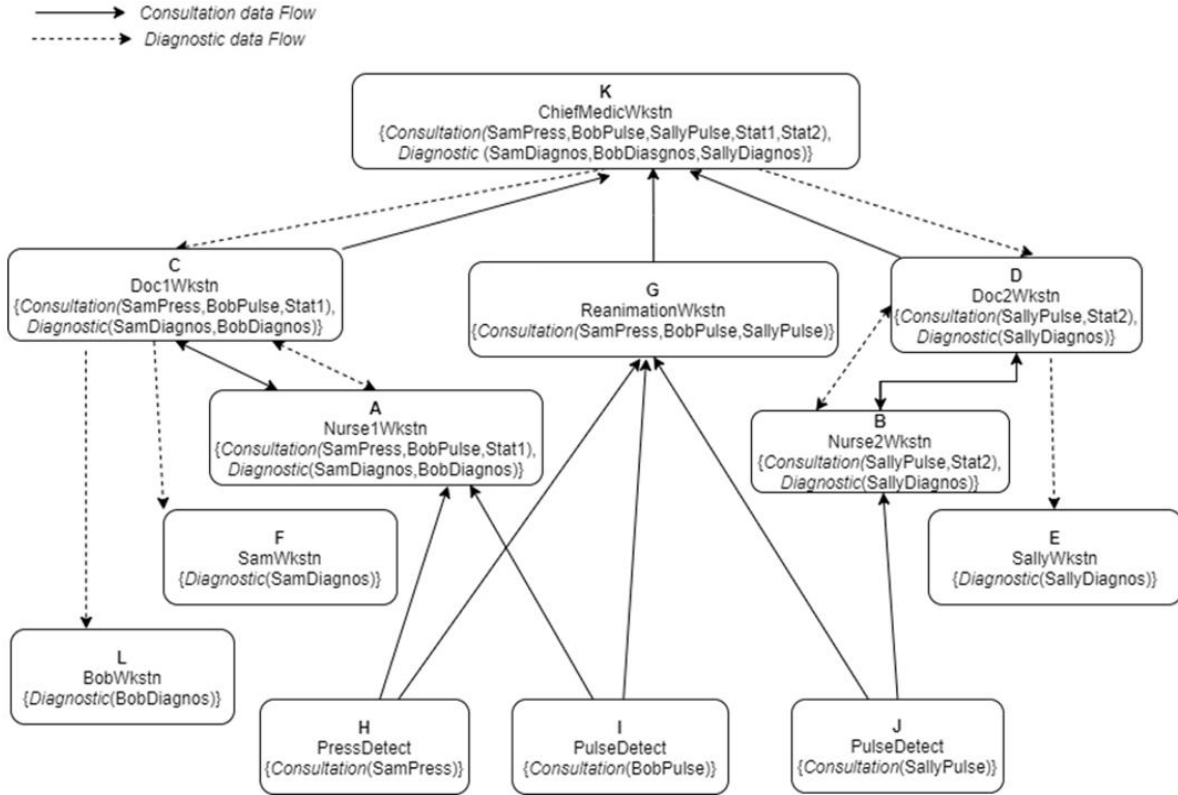 Consultation data Flow
Diagnostic data Flow
K
ChiefMedicWkstn
{Consultation(SamPress,BobPulse,SallyPulse,Stat1,Stat2),
Diagnostic (SamDiagnos,BobDiasgnos,SallyDiagnos)}
C
Doc1Wkstn
{Consultation(SamPress,BobPulse,Stat1),
Diagnostic(SamDiagnos,BobDiagnos)}
G
ReanimationWkstn
{Consultation(SamPress,BobPulse,SallyPulse)}
D
Doc2Wkstn
{Consultation(SallyPulse,Stat2),
Diagnostic(SallyDiagnos)}
A
Nurse1Wkstn
{Consultation(SamPress,BobPulse,Stat1),
Diagnostic(SamDiagnos,BobDiagnos)}
B
Nurse2Wkstn
{Consultation(SallyPulse,Stat2),
Diagnostic(SallyDiagnos)}
F
SamWkstn
{Diagnostic(SamDiagnos)}
E
SallyWkstn
{Diagnostic(SallyDiagnos)}
L
BobWkstn
{Diagnostic(BobDiagnos)}
H
PressDetect
{Consultation(SamPress)}
I
PulseDetect
{Consultation(BobPulse)}
J
PulseDetect
{Consultation(SallyPulse)}